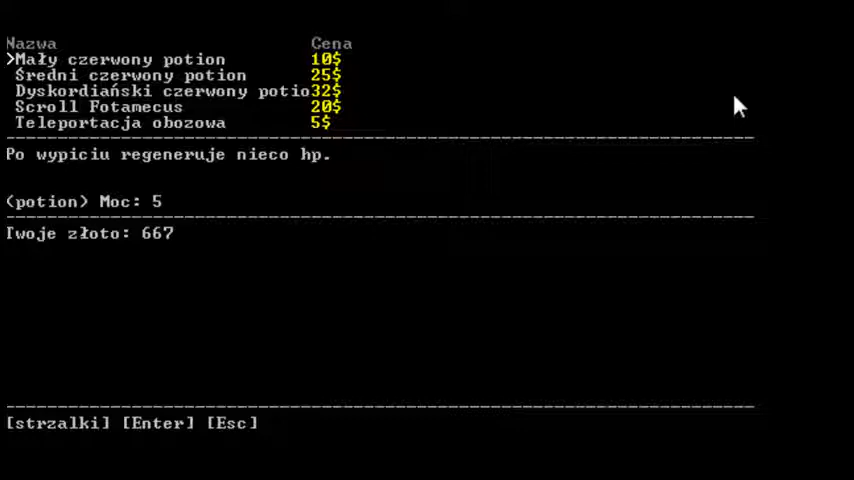 Nazwa Cena
>Mały czerwony potion 10$
Średni czerwony potion 25$
Dyskordiański czerwony potio32$
Scroll Fotamecus 20$
Teleportacja obozowa 5$
Po wypiciu regeneruje nieco hp.
(potion) Moc: 5
Twoje złoto: 667
[strzalki] [Enter] [Esc]